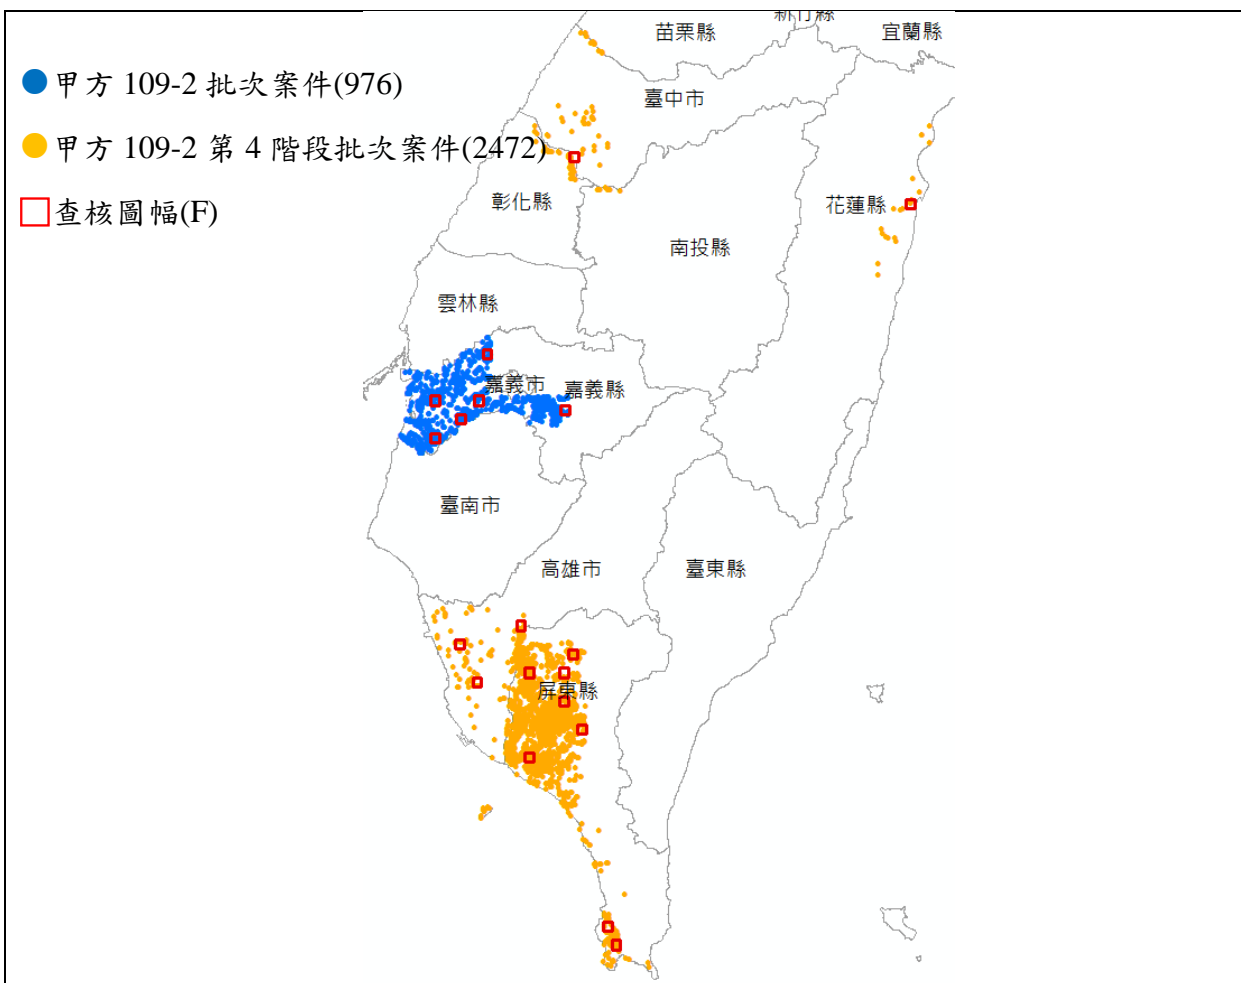 新竹縣
苗栗縣
宜蘭縣
甲方 109-2 批次案件(976)
臺中市
甲方 109-2 第 4 階段批次案件(2472)
彰化縣
花蓮縣
查核圖幅(F)
南投縣
雲林縣
嘉義市
嘉義縣
臺南市
高雄市
臺東縣
屏東縣